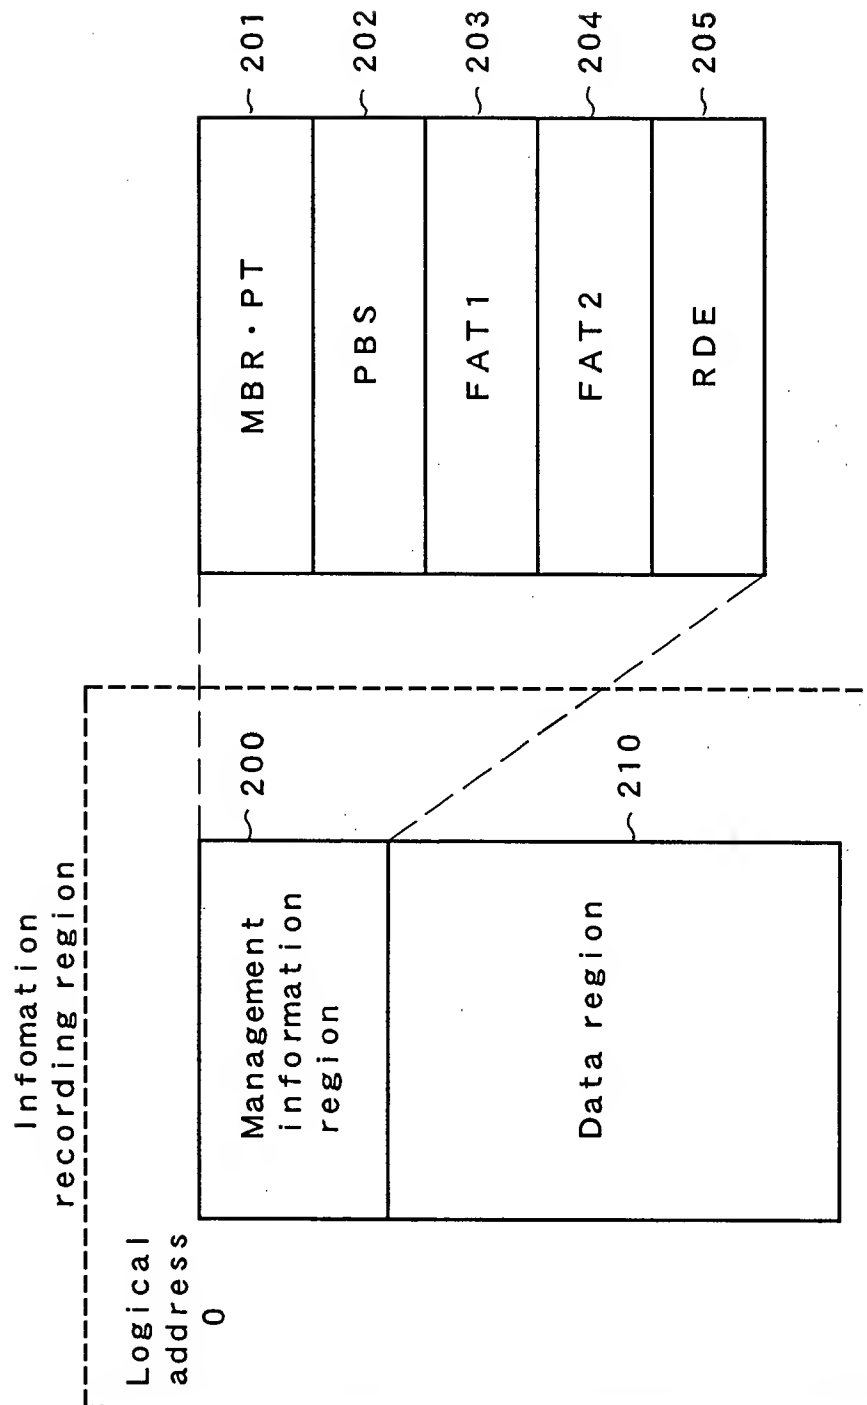 Infomation
recording region
Logical
address
0
Management
information
region
200
Data region
210
MBR・PT
201
PBS
202
FAT1
203
FAT2
204
RDE
205